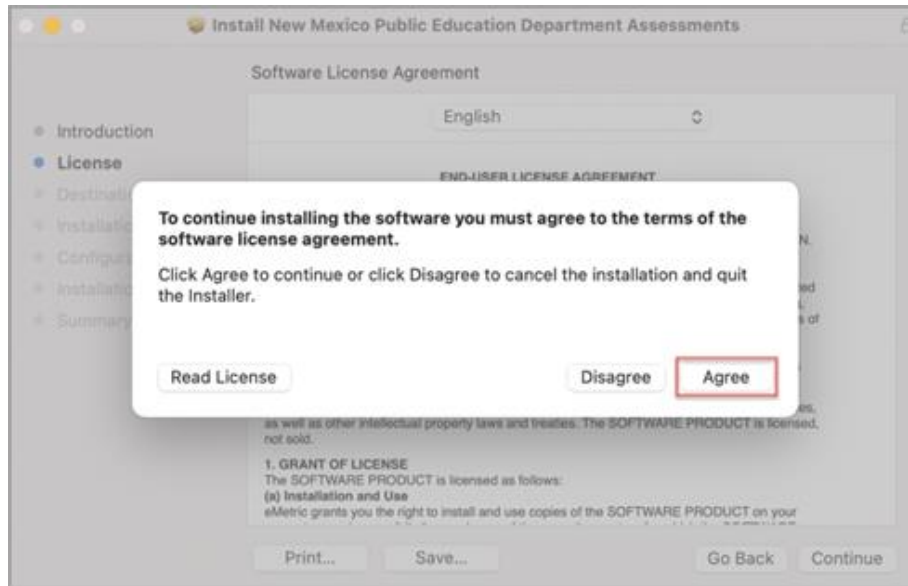 Install New Mexico Public Education Department Assessments
Software License Agreement
English
Introduction
License
END-USER LICENSE AGREEMENT
To continue installing the software you must agree to the terms of the
software license agreement.
Click Agree to continue or click Disagree to cancel the installation and quit
the Installer.
Summary
Read License
Disagree
Agree
as well as other intellectual property laws and treaties. The SOFTWARE PRODUCT is licensed,
not sold.
1. GRANT OF LICENSE
The SOFTWARE PRODUCT is licensed as follows:
(a) Installation and Use
eMetric grants you the right to install and use copies of the SOFTWARE PRODUCT on your
Print...
Save...
Go Back
Continue